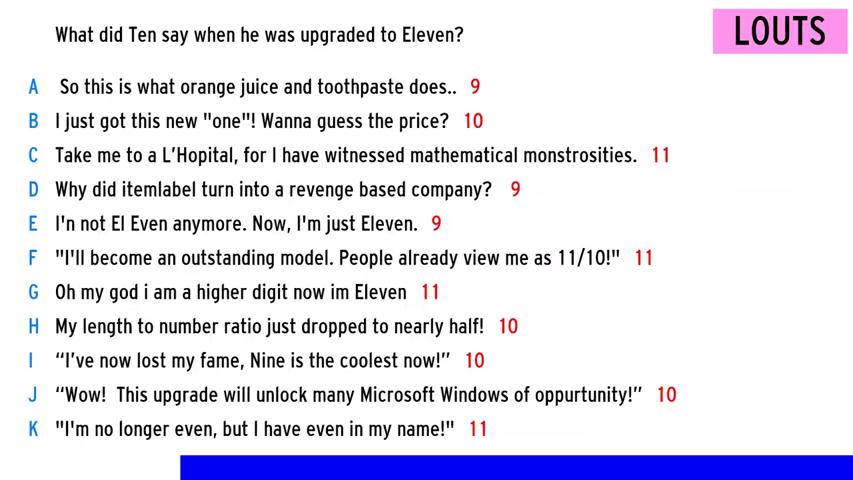 What did Ten say when he was upgraded to Eleven?
LOUTS
A So this is what orange juice and toothpaste does.. 9
B I just got this new "one"! Wanna guess the price? 10
C Take me to a L'Hopital, for I have witnessed mathematical monstrosities. 11
D Why did itemlabel turn into a revenge based company? 9
E I'n not El Even anymore. Now, I'm just Eleven. 9
F "I'll become an outstanding model. People already view me as 11/10!" 11
G Oh my god i am a higher digit now im Eleven 11
H My length to number ratio just dropped to nearly half! 10
I “I’ve now lost my fame, Nine is the coolest now!” 10
J “Wow! This upgrade will unlock many Microsoft Windows of oppurtunity!” 10
K "I'm no longer even, but I have even in my name!" 11